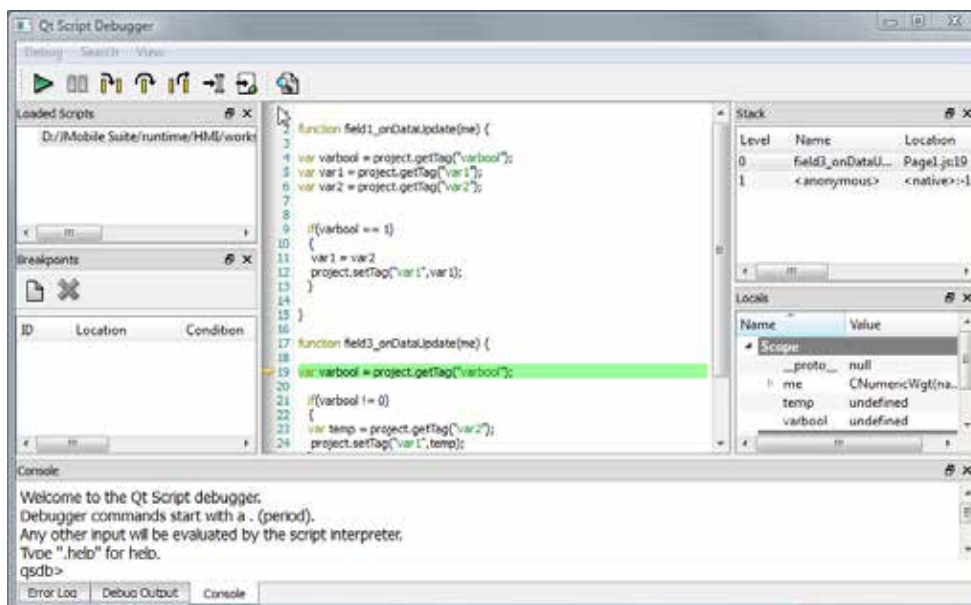 Qt Script Debugger
Debug Search View
Loaded Scripts
D:/JMobile Suite/runtime/HMI/works
Breakpoints
ID Location Condition
2 function field1_onDataUpdate(me) {
3
4 var varbool = project.getTag("varbool");
5 var var1 = project.getTag("var1");
6 var var2 = project.getTag("var2");
7
8
9 if(varbool == 1)
10 {
11 var1 = var2
12 project.setTag("var1",var1);
13 }
14
15 }
16
17 function field3_onDataUpdate(me) {
18
19 var varbool = project.getTag("varbool");
20
21 if(varbool != 0)
22 {
23 var temp = project.getTag("var2");
24 project.setTag("var1",temp);
Stack
Level Name Location
0 field3_onDataU... Page1.js:19
1 <anonymous> <native>:-1
Locals
Name Value
Scope
__proto__ null
me CNumericWgt(na...
temp undefined
varbool undefined
Console
Welcome to the Qt Script debugger.
Debugger commands start with a . (period).
Any other input will be evaluated by the script interpreter.
Type ".help" for help.
qsdb>
Error Log Debug Output Console